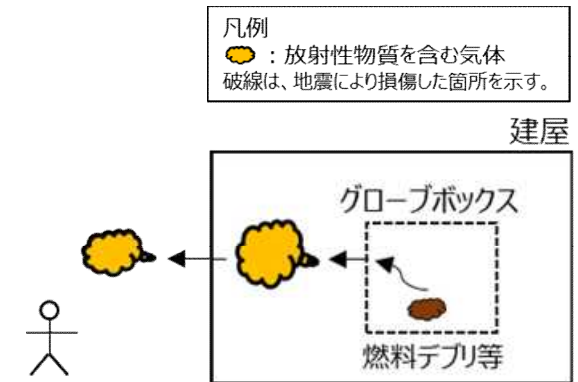 凡例
：放射性物質を含む気体
破線は、地震により損傷した箇所を示す。
建屋
グローブボックス
燃料デブリ等